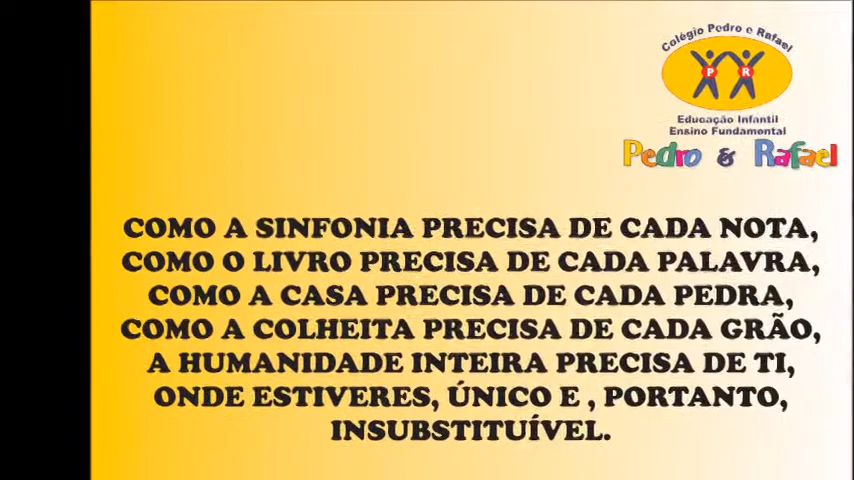 Colégio Pedro e Rafael
P R
Educação Infantil
Ensino Fundamental
Pedro & Rafael
COMO A SINFONIA PRECISA DE CADA NOTA,
COMO O LIVRO PRECISA DE CADA PALAVRA,
COMO A CASA PRECISA DE CADA PEDRA,
COMO A COLHEITA PRECISA DE CADA GRÃO,
A HUMANIDADE INTEIRA PRECISA DE TI,
ONDE ESTIVERES, ÚNICO E , PORTANTO,
INSUBSTITUÍVEL.